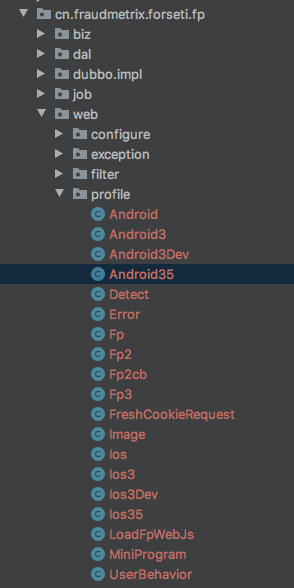 cn.fraudmetrix.forseti.fp
biz
dal
dubbo.impl
job
web
configure
exception
filter
profile
Android
Android3
Android3Dev
Android35
Detect
Error
Fp
Fp2
Fp2cb
Fp3
FreshCookieRequest
Image
Ios
Ios3
Ios3Dev
Ios35
LoadFpWebJs
MiniProgram
UserBehavior